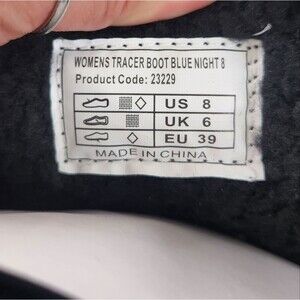 WOMENS TRACER BOOT BLUE NIGHT 8
Product Code: 23229
US 8
UK 6
EU 39
MADE IN CHINA